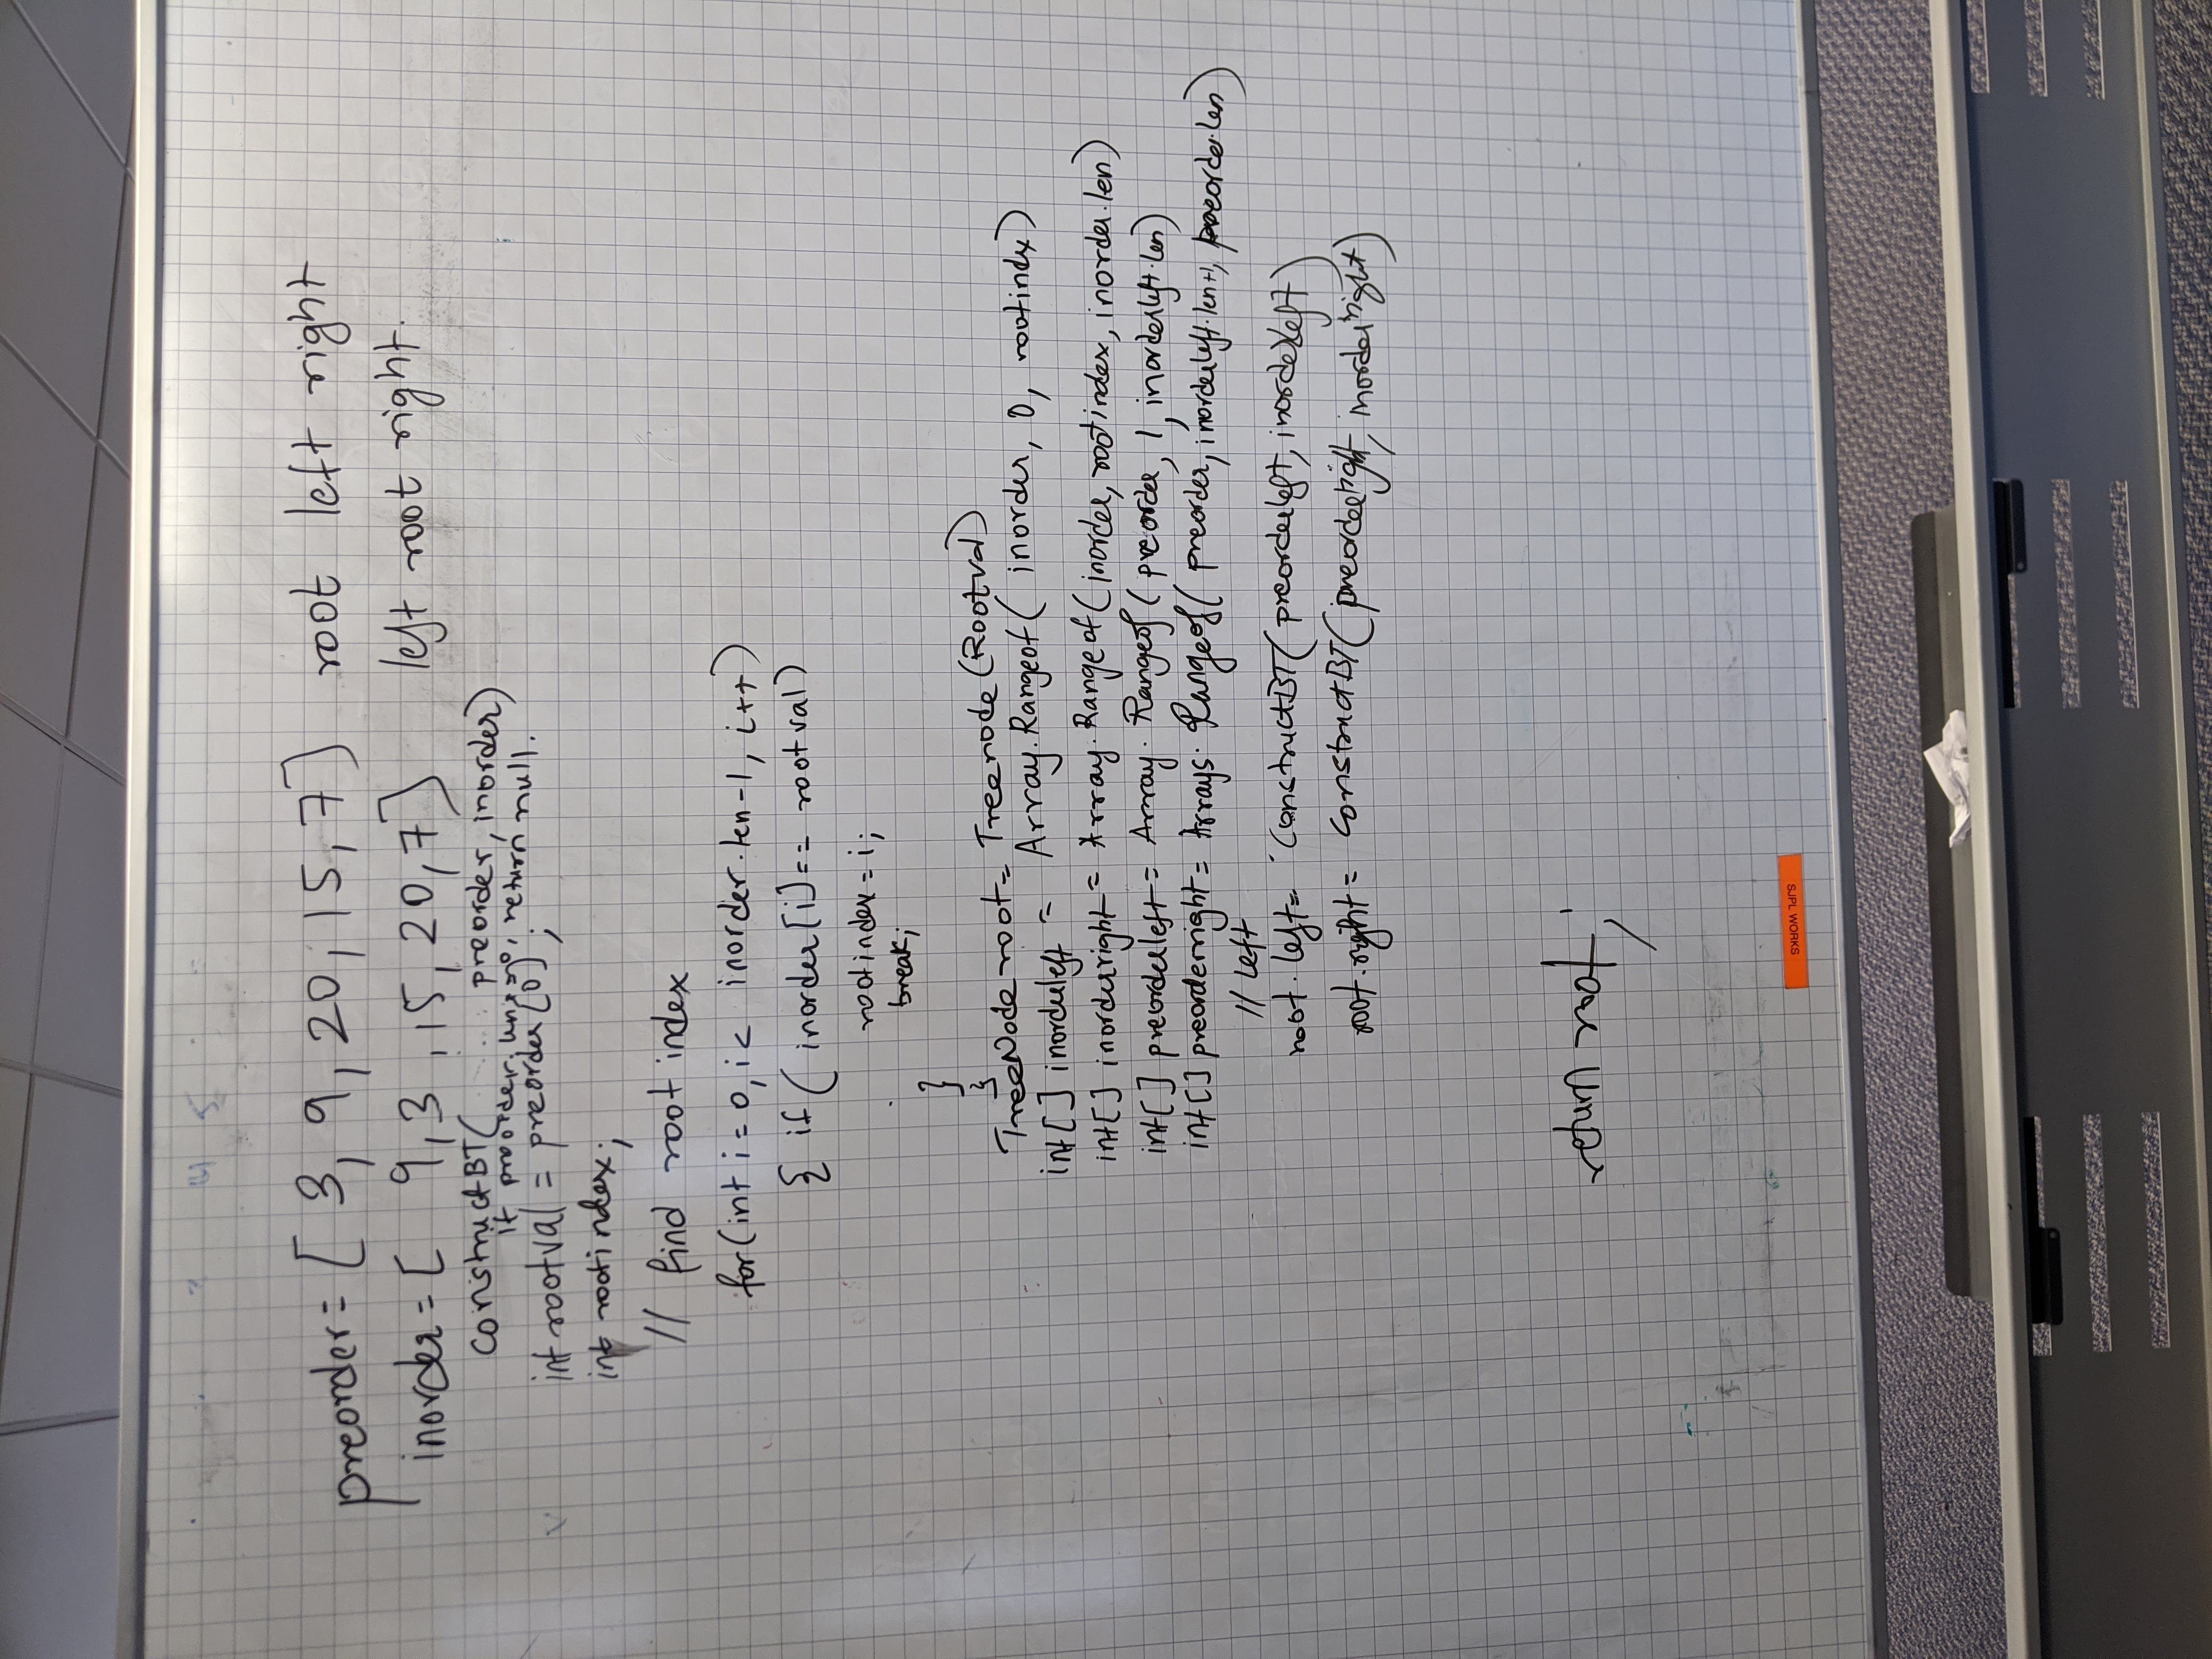 4 5
preorder = [ 3, 9, 20, 15, 7 ] root left right
inorder = [ 9, 3 , 15, 20, 7 ] left root right.
constructBT( preorder, inorder)
if preorder. len == 0, return null.
int rootval = preorder [0] ;
int rootindex;
// find root index
for(int i = 0, i < inorder.len-1, i++)
{ if ( inorder[i] == rootval)
rootindex = i;
break;
}
}
TreeNode root = Treenode (Rootval)
int [ ] inorderleft = Array.Rangeof( inorder, 0, rootindx)
int[ ] inorderright = Array.Rangeof(inorder, rootindex, inorder.len)
int[ ] preorderleft = Array. Rangeof ( preorder, 1, inorderleft.len)
int[ ] preorderright = Arrays. Rangeof( preorder, inorderleft.len+1, preorder.len)
// Left
root. left = ConstructBT( preorderleft, inorderleft)
root.right = ConstructBT( preorderright, inorderright)
return root;
SJPL WORKS